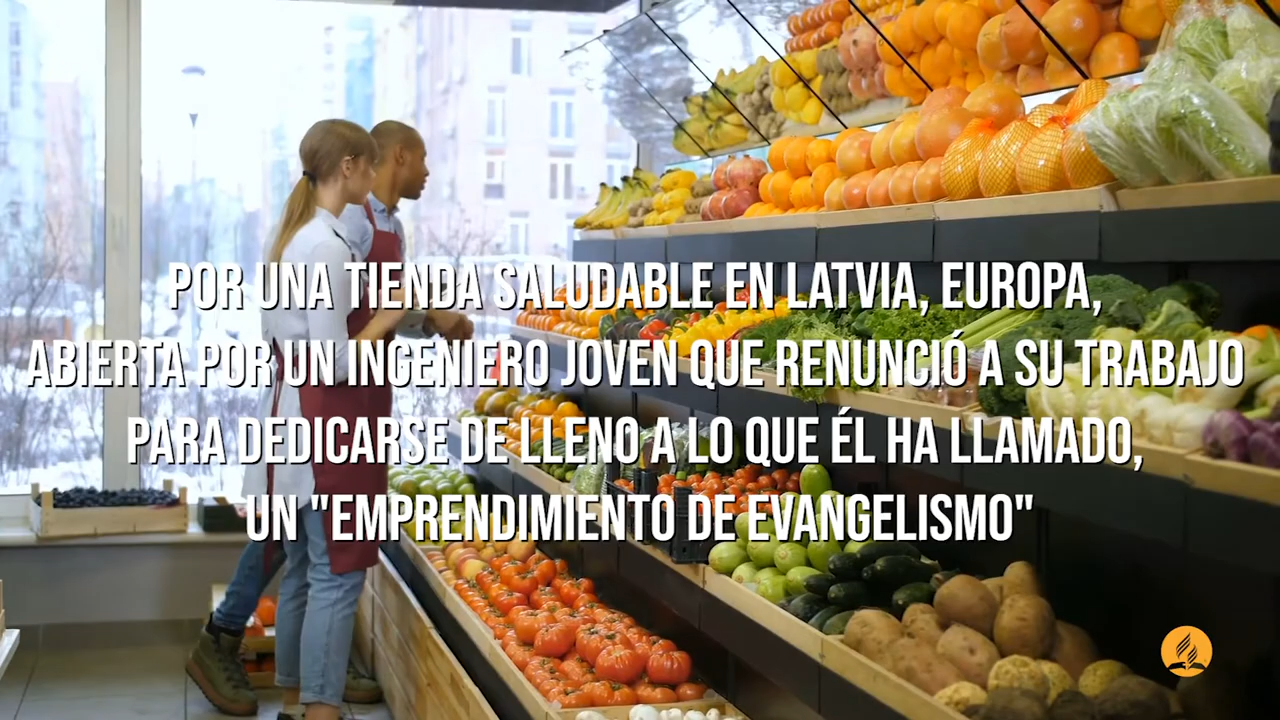 POR UNA TIENDA SALUDABLE EN LATVIA, EUROPA,
ABIERTA POR UN INGENIERO JOVEN QUE RENUNCIÓ A SU TRABAJO
PARA DEDICARSE DE LLENO A LO QUE ÉL HA LLAMADO,
UN "EMPRENDIMIENTO DE EVANGELISMO"